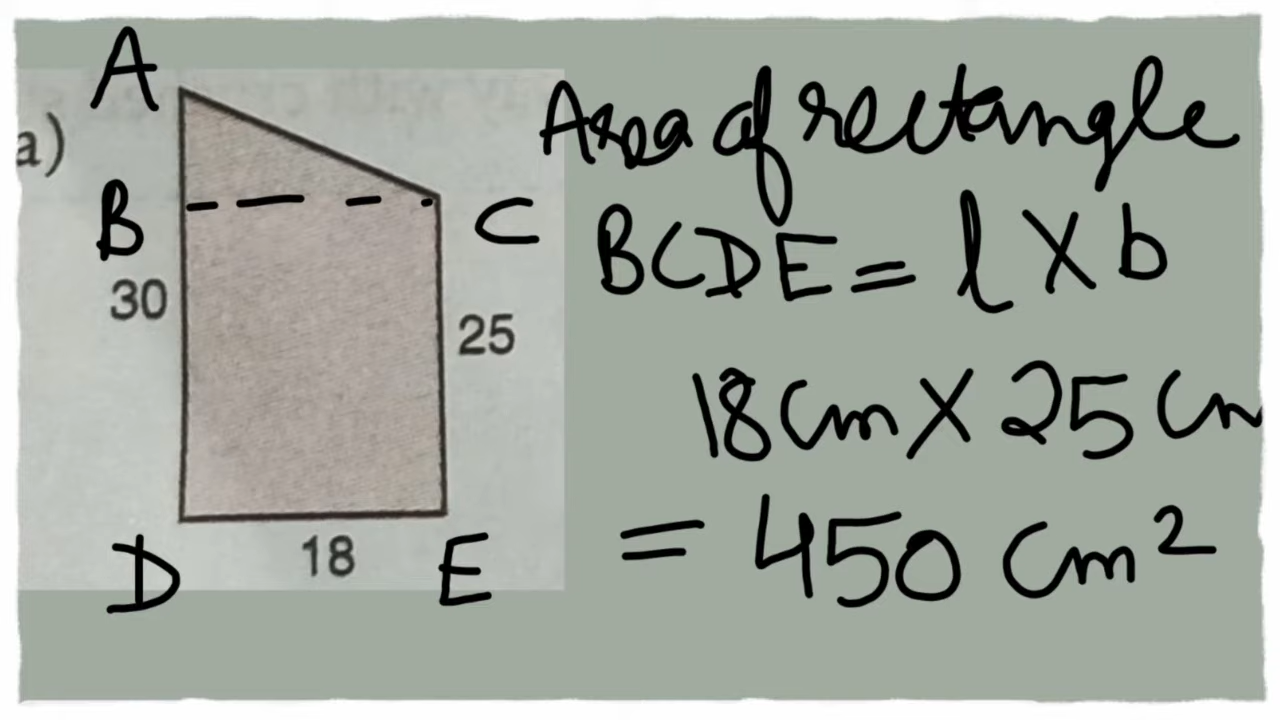 A
a)
B
C
30
25
D
18
E
Area of rectangle
BCDE = l X b
18 cm X 25 cm
= 450 cm²